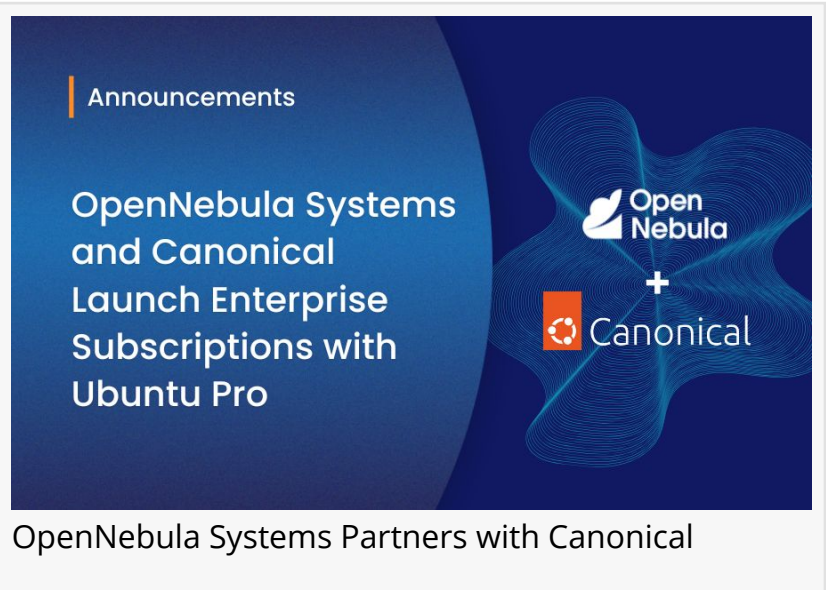 Announcements
OpenNebula Systems
and Canonical
Launch Enterprise
Subscriptions with
Ubuntu Pro
Open
Nebula
+
Canonical
OpenNebula Systems Partners with Canonical